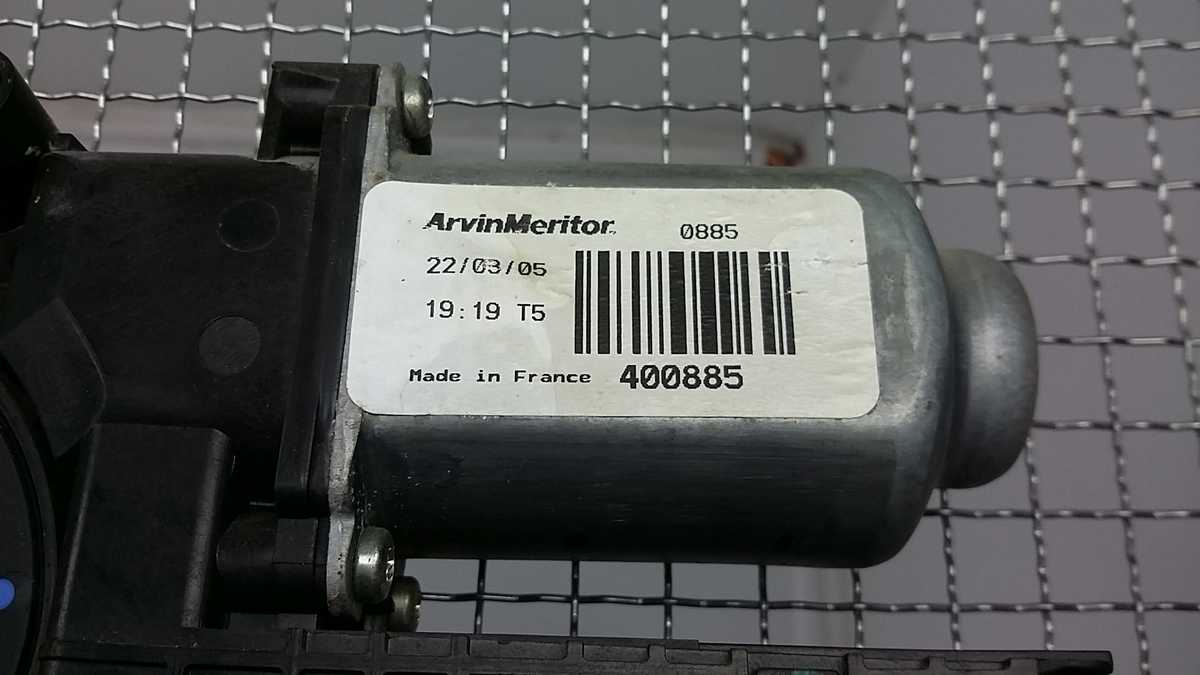 ArvinMeritor. 0885
22/03/05
19:19 T5
Made in France 400885